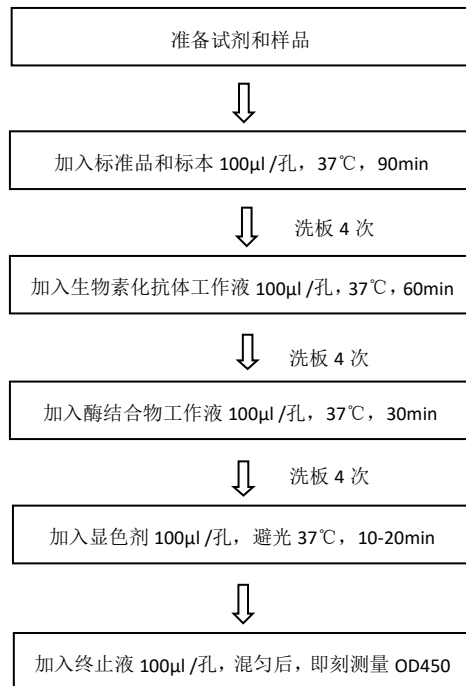 准备试剂和样品
加入标准品和标本 100μl /孔，37℃，90min
洗板 4 次
加入生物素化抗体工作液 100μl /孔，37℃，60min
洗板 4 次
加入酶结合物工作液 100μl /孔，37℃，30min
洗板 4 次
加入显色剂 100μl /孔，避光 37℃，10-20min
加入终止液 100μl /孔，混匀后，即刻测量 OD450